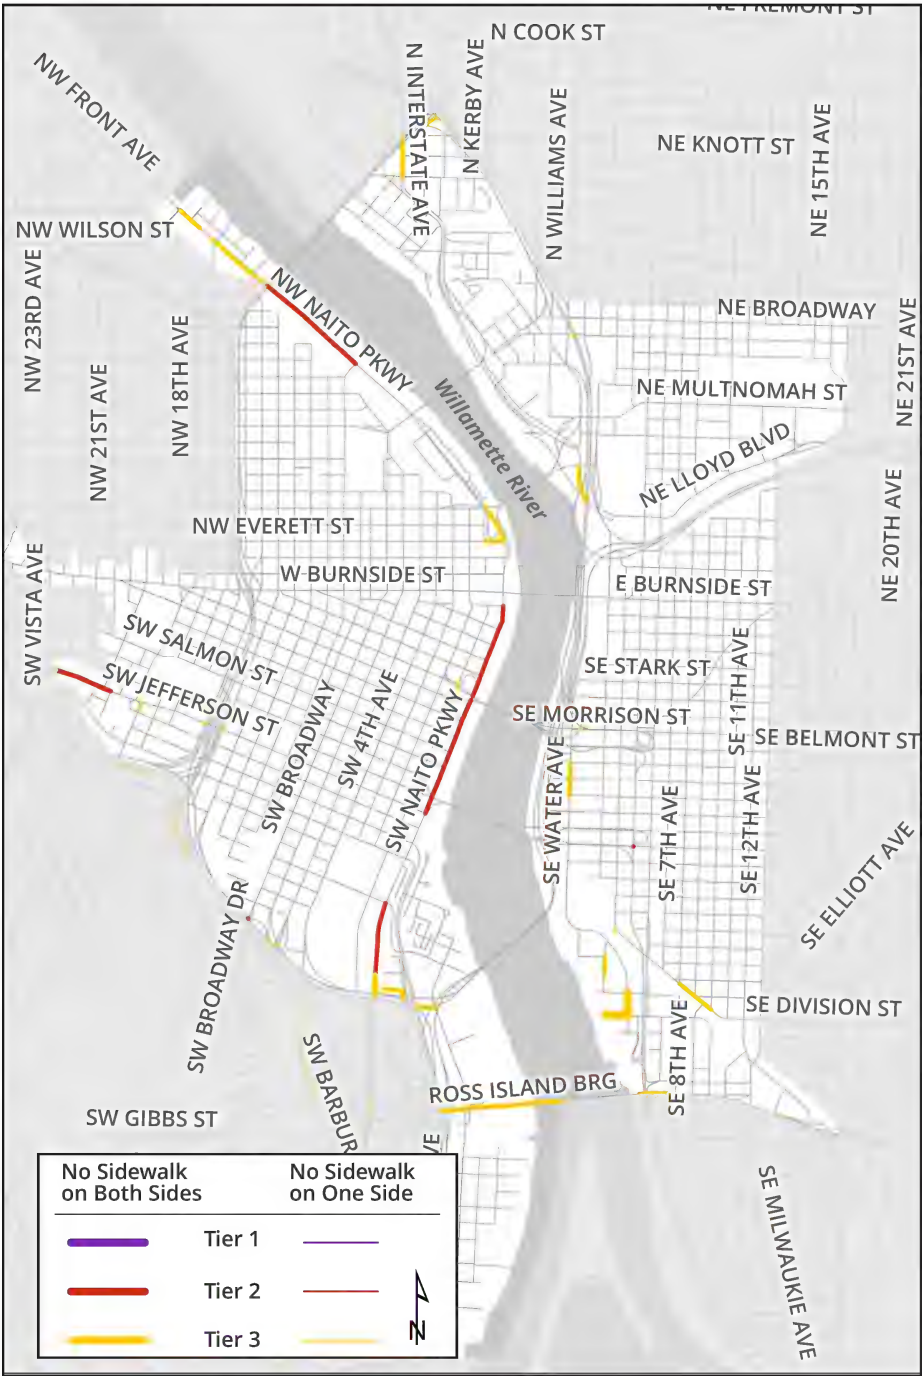 NE FREMONT ST
N COOK ST
NW FRONT AVE
N INTERSTATE AVE
N KERBY AVE
N WILLIAMS AVE
NE KNOTT ST
NE 15TH AVE
NW WILSON ST
NW 23RD AVE
NW NAITO PKWY
NE BROADWAY
NW 18TH AVE
NW 21ST AVE
Willamette River
NE MULTNOMAH ST
NE 21ST AVE
NE LLOYD BLVD
NE 20TH AVE
NW EVERETT ST
W BURNSIDE ST
E BURNSIDE ST
SW VISTA AVE
SW SALMON ST
SW JEFFERSON ST
SW BROADWAY
SW 4TH AVE
SW NAITO PKWY
SE STARK ST
SE MORRISON ST
SE 11TH AVE
SE BELMONT ST
SE WATER AVE
SE 7TH AVE
SE 12TH AVE
SE ELLIOTT AVE
SW BROADWAY DR
SE DIVISION ST
SE 8TH AVE
SW BARBUR
ROSS ISLAND BRG
SW GIBBS ST
VE
SE MILWAUKIE AVE
No Sidewalk
on Both Sides
No Sidewalk
on One Side
Tier 1
Tier 2
Tier 3
N